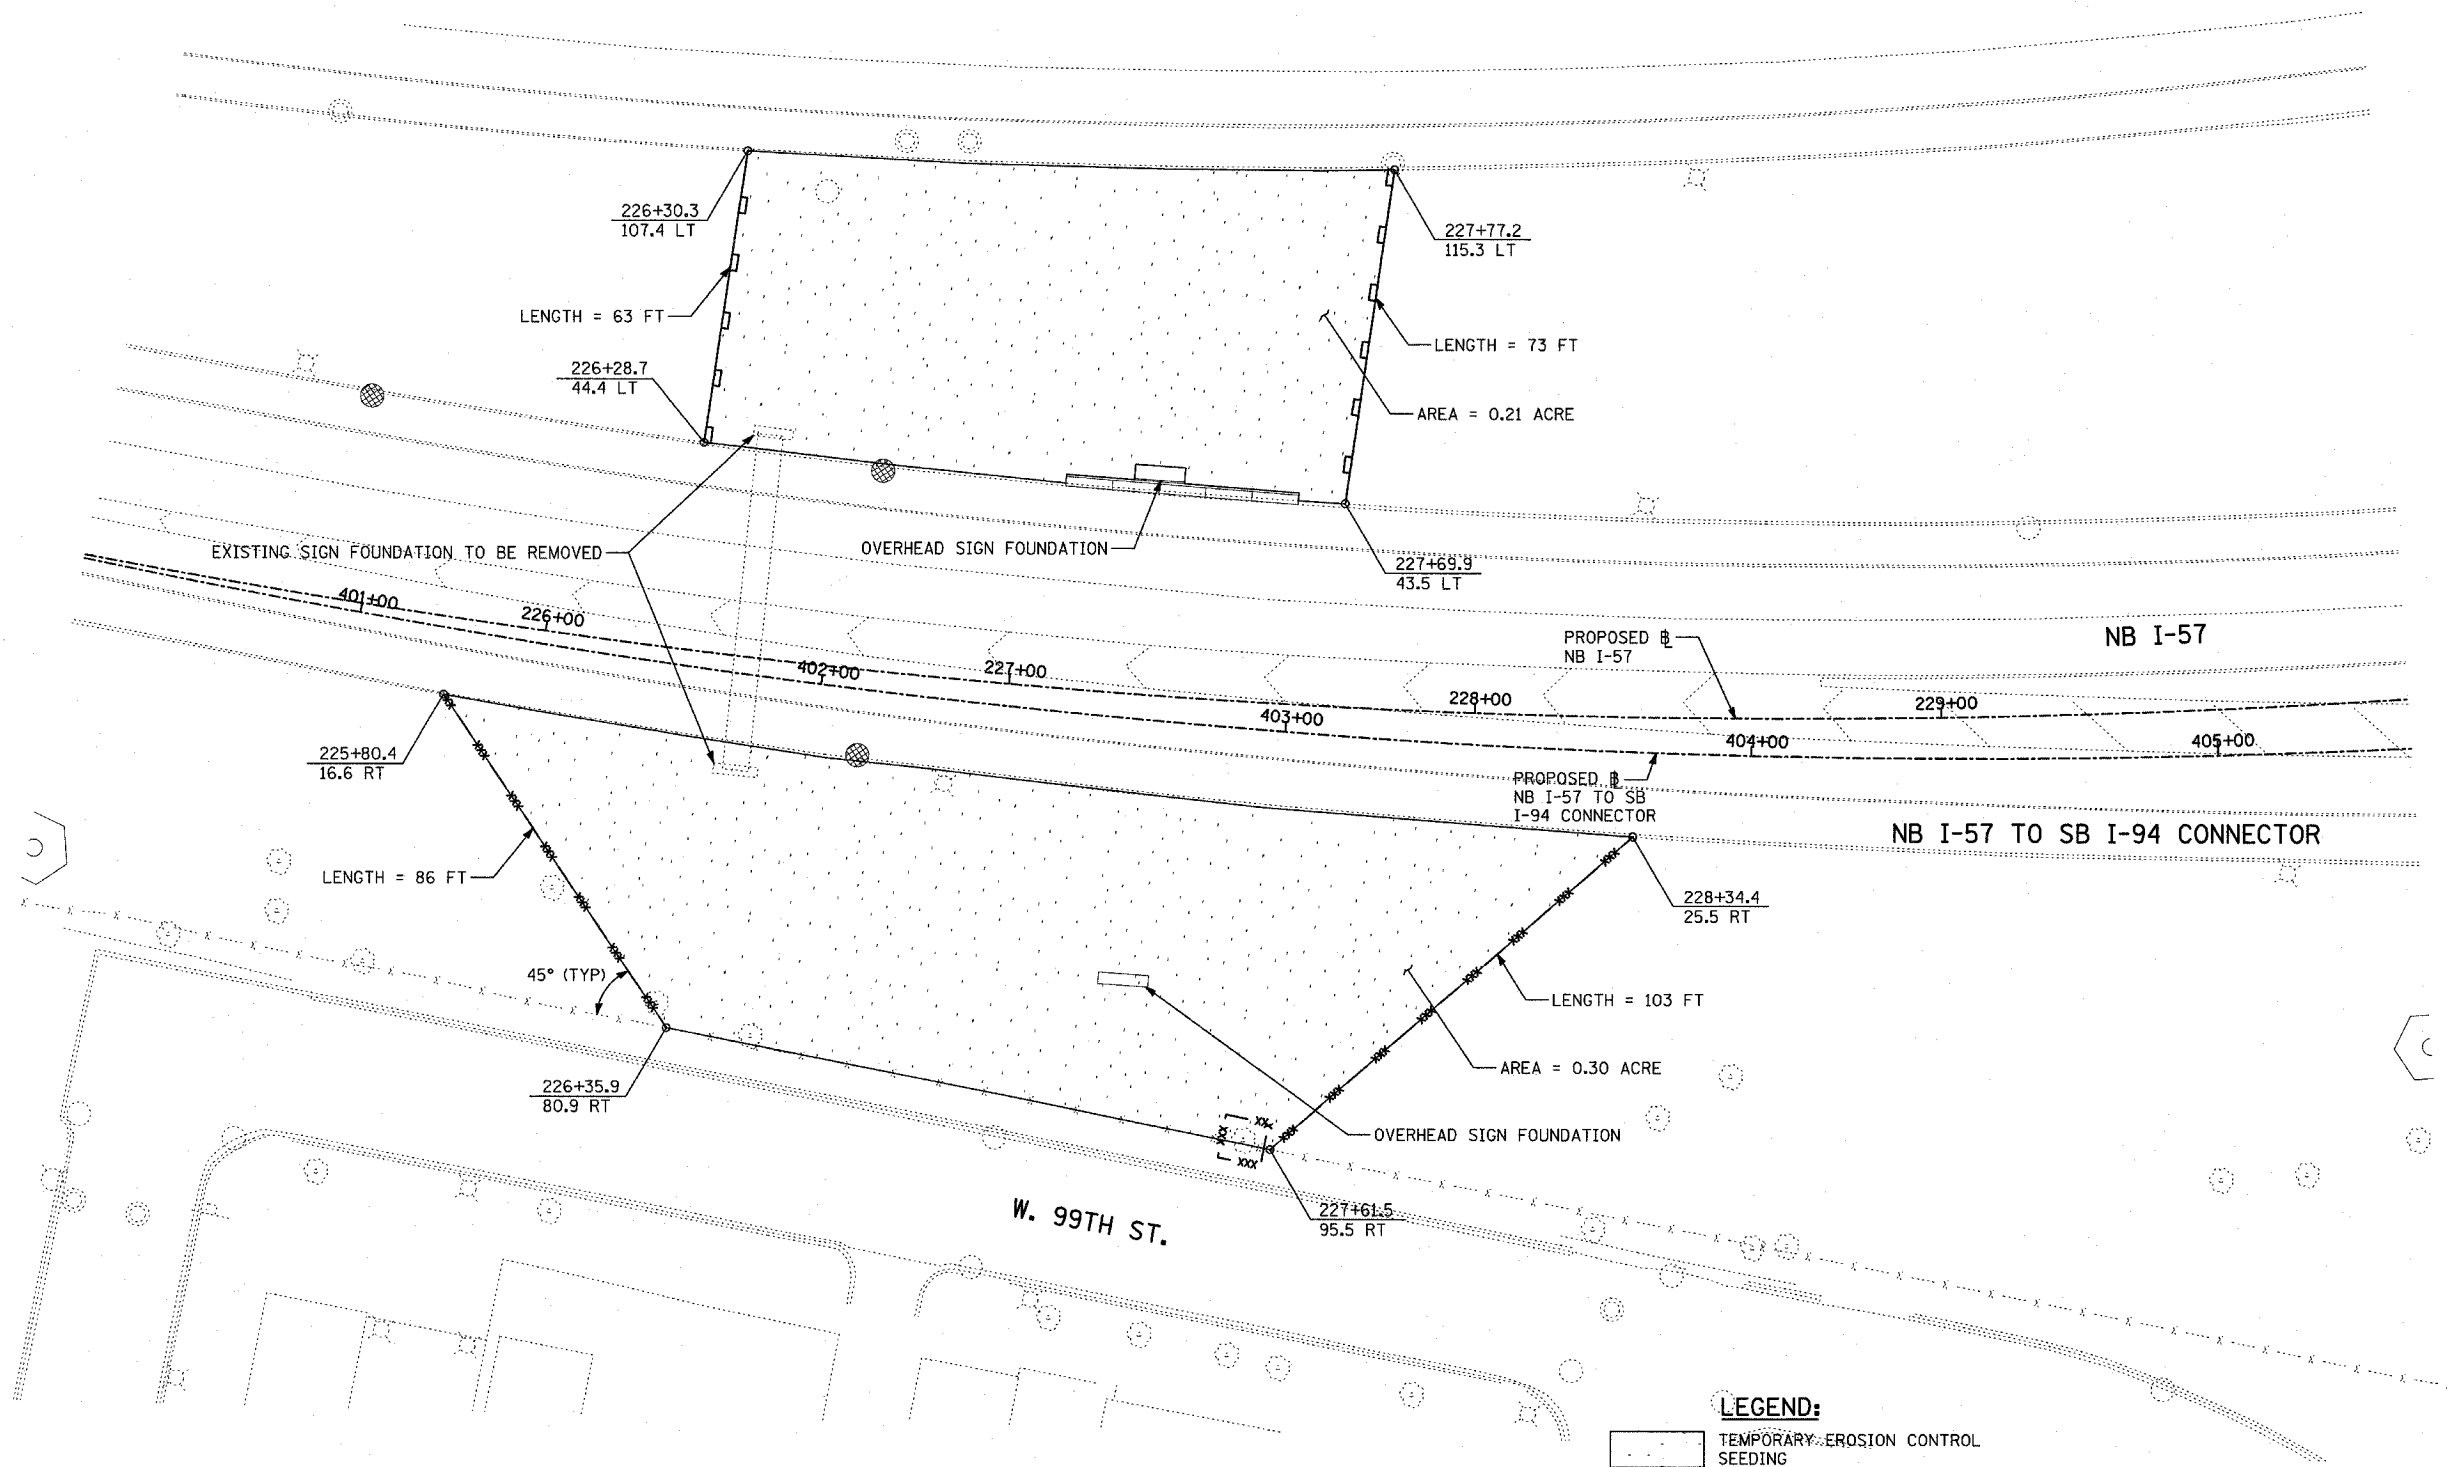 226+30.3
107.4 LT
227+77.2
115.3 LT
LENGTH = 63 FT
LENGTH = 73 FT
226+28.7
44.4 LT
AREA = 0.21 ACRE
EXISTING SIGN FOUNDATION TO BE REMOVED
OVERHEAD SIGN FOUNDATION
227+69.9
43.5 LT
401+00
226+00
402+00
227+00
PROPOSED ℄
NB I-57
NB I-57
228+00
229+00
403+00
404+00
405+00
225+80.4
16.6 RT
PROPOSED ℄
NB I-57 TO SB
I-94 CONNECTOR
NB I-57 TO SB I-94 CONNECTOR
LENGTH = 86 FT
228+34.4
25.5 RT
45° (TYP)
LENGTH = 103 FT
AREA = 0.30 ACRE
226+35.9
80.9 RT
OVERHEAD SIGN FOUNDATION
W. 99TH ST.
227+61.5
95.5 RT
LEGEND:
TEMPORARY EROSION CONTROL
SEEDING